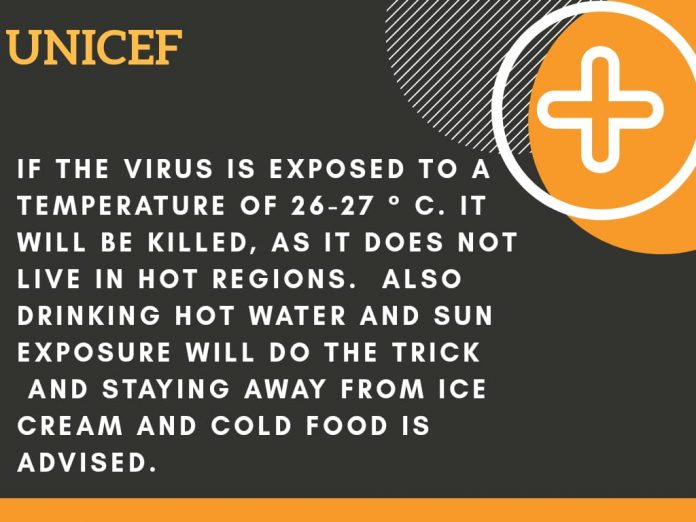 UNICEF
IF THE VIRUS IS EXPOSED TO A
TEMPERATURE OF 26-27 ° C. IT
WILL BE KILLED, AS IT DOES NOT
LIVE IN HOT REGIONS. ALSO
DRINKING HOT WATER AND SUN
EXPOSURE WILL DO THE TRICK
AND STAYING AWAY FROM ICE
CREAM AND COLD FOOD IS
ADVISED.